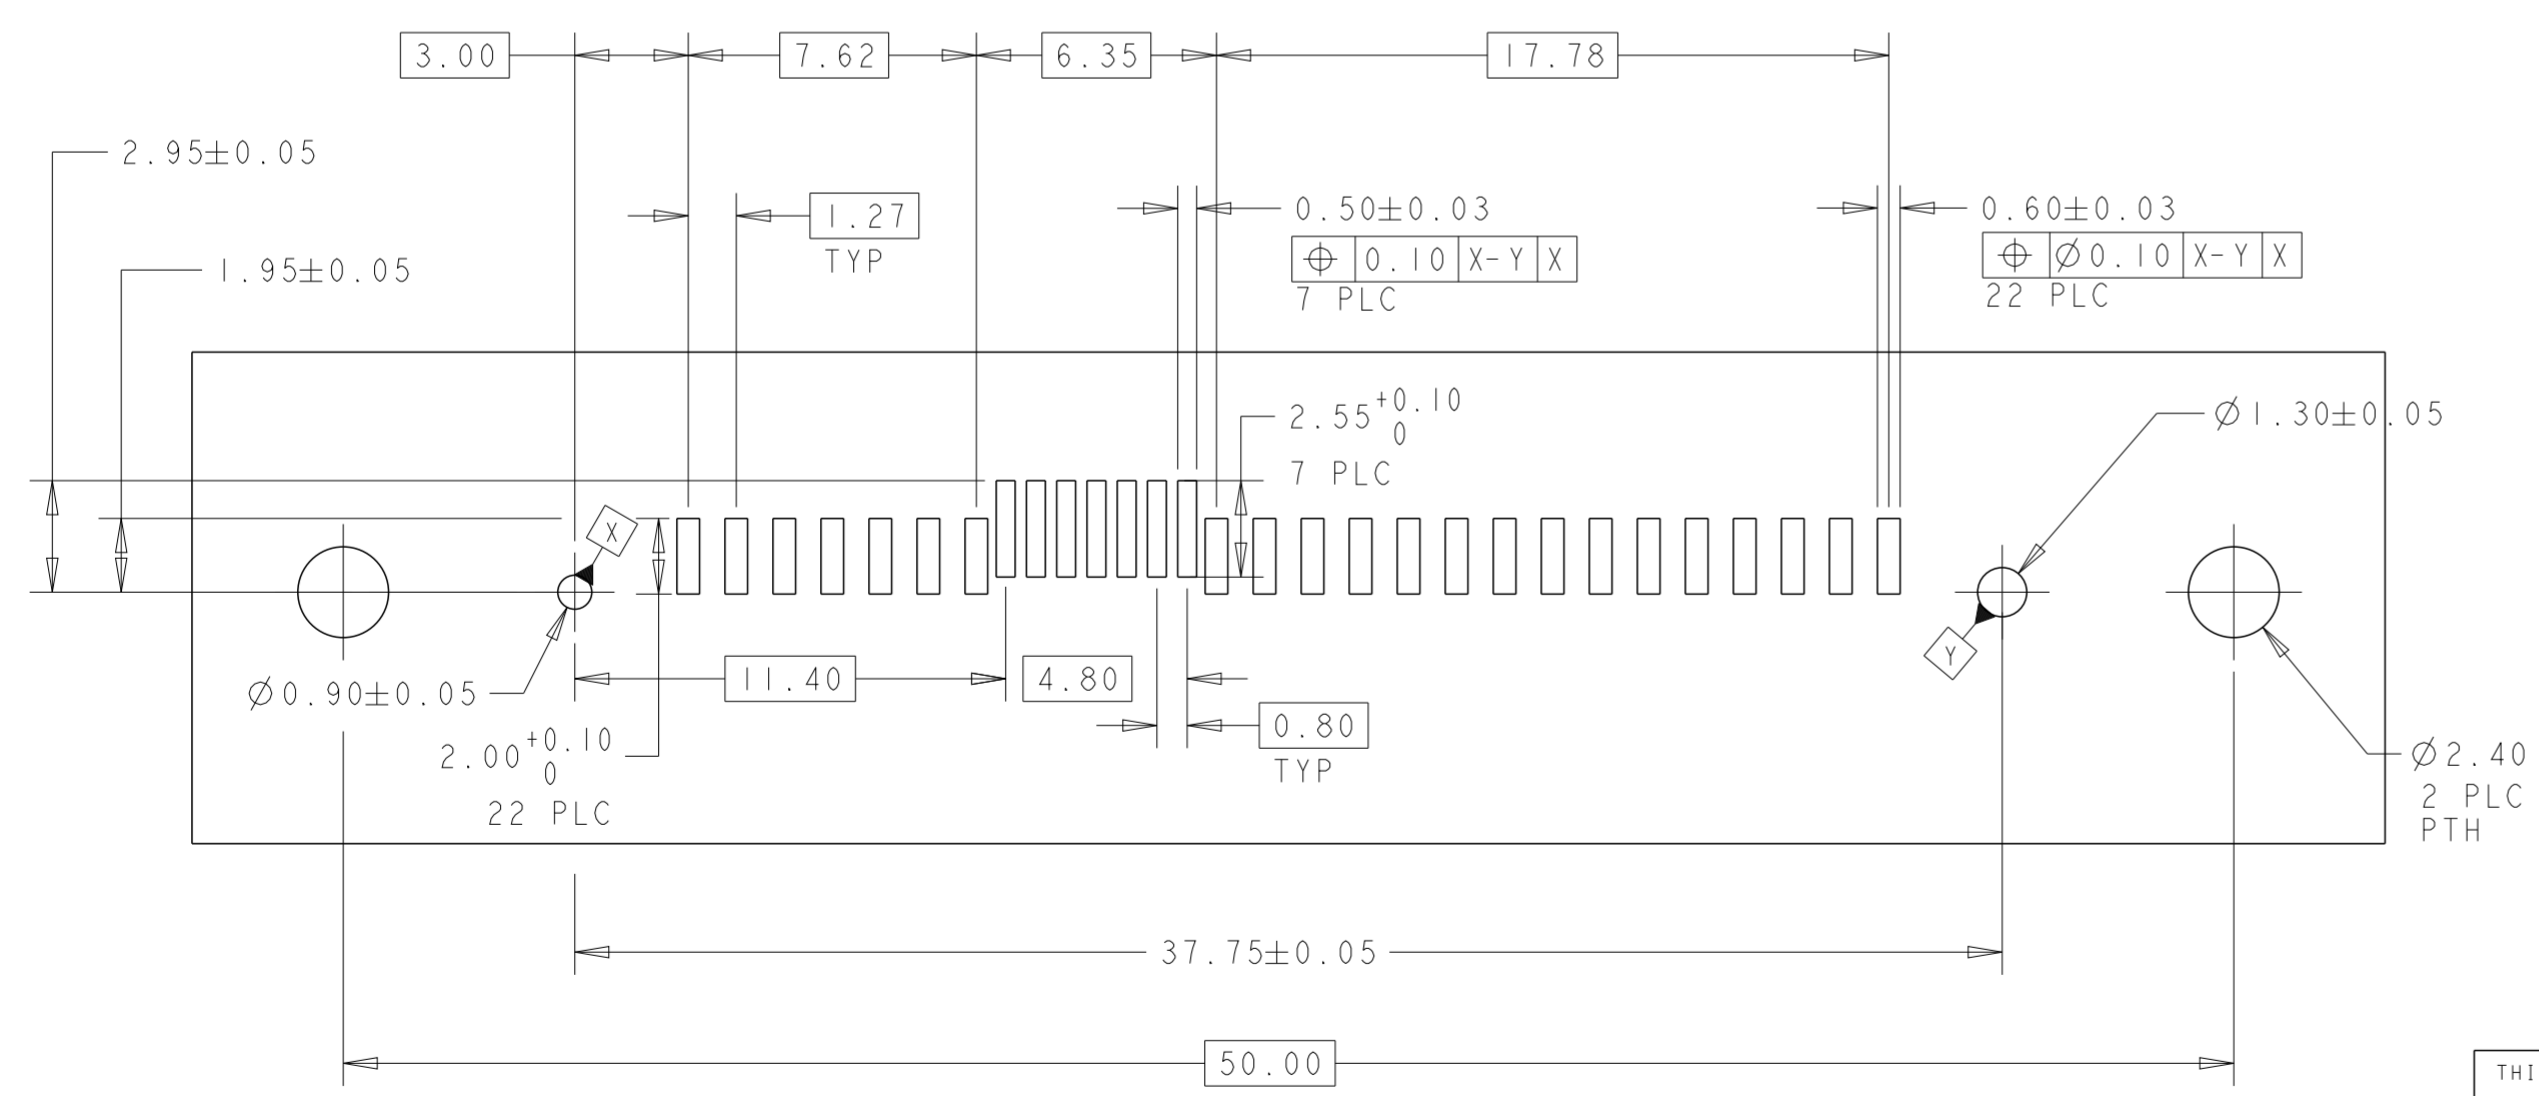 3.00
7.62
6.35
17.78
2.95±0.05
1.27
TYP
0.50±0.03
⌖ 0.10 X-Y X
7 PLC
0.60±0.03
⌖ Ø0.10 X-Y X
22 PLC
1.95±0.05
2.55 +0.10
0
7 PLC
Ø1.30±0.05
X
Y
Ø0.90±0.05
11.40
4.80
0.80
TYP
2.00 +0.10
0
22 PLC
Ø2.40
2 PLC
PTH
37.75±0.05
50.00
THI